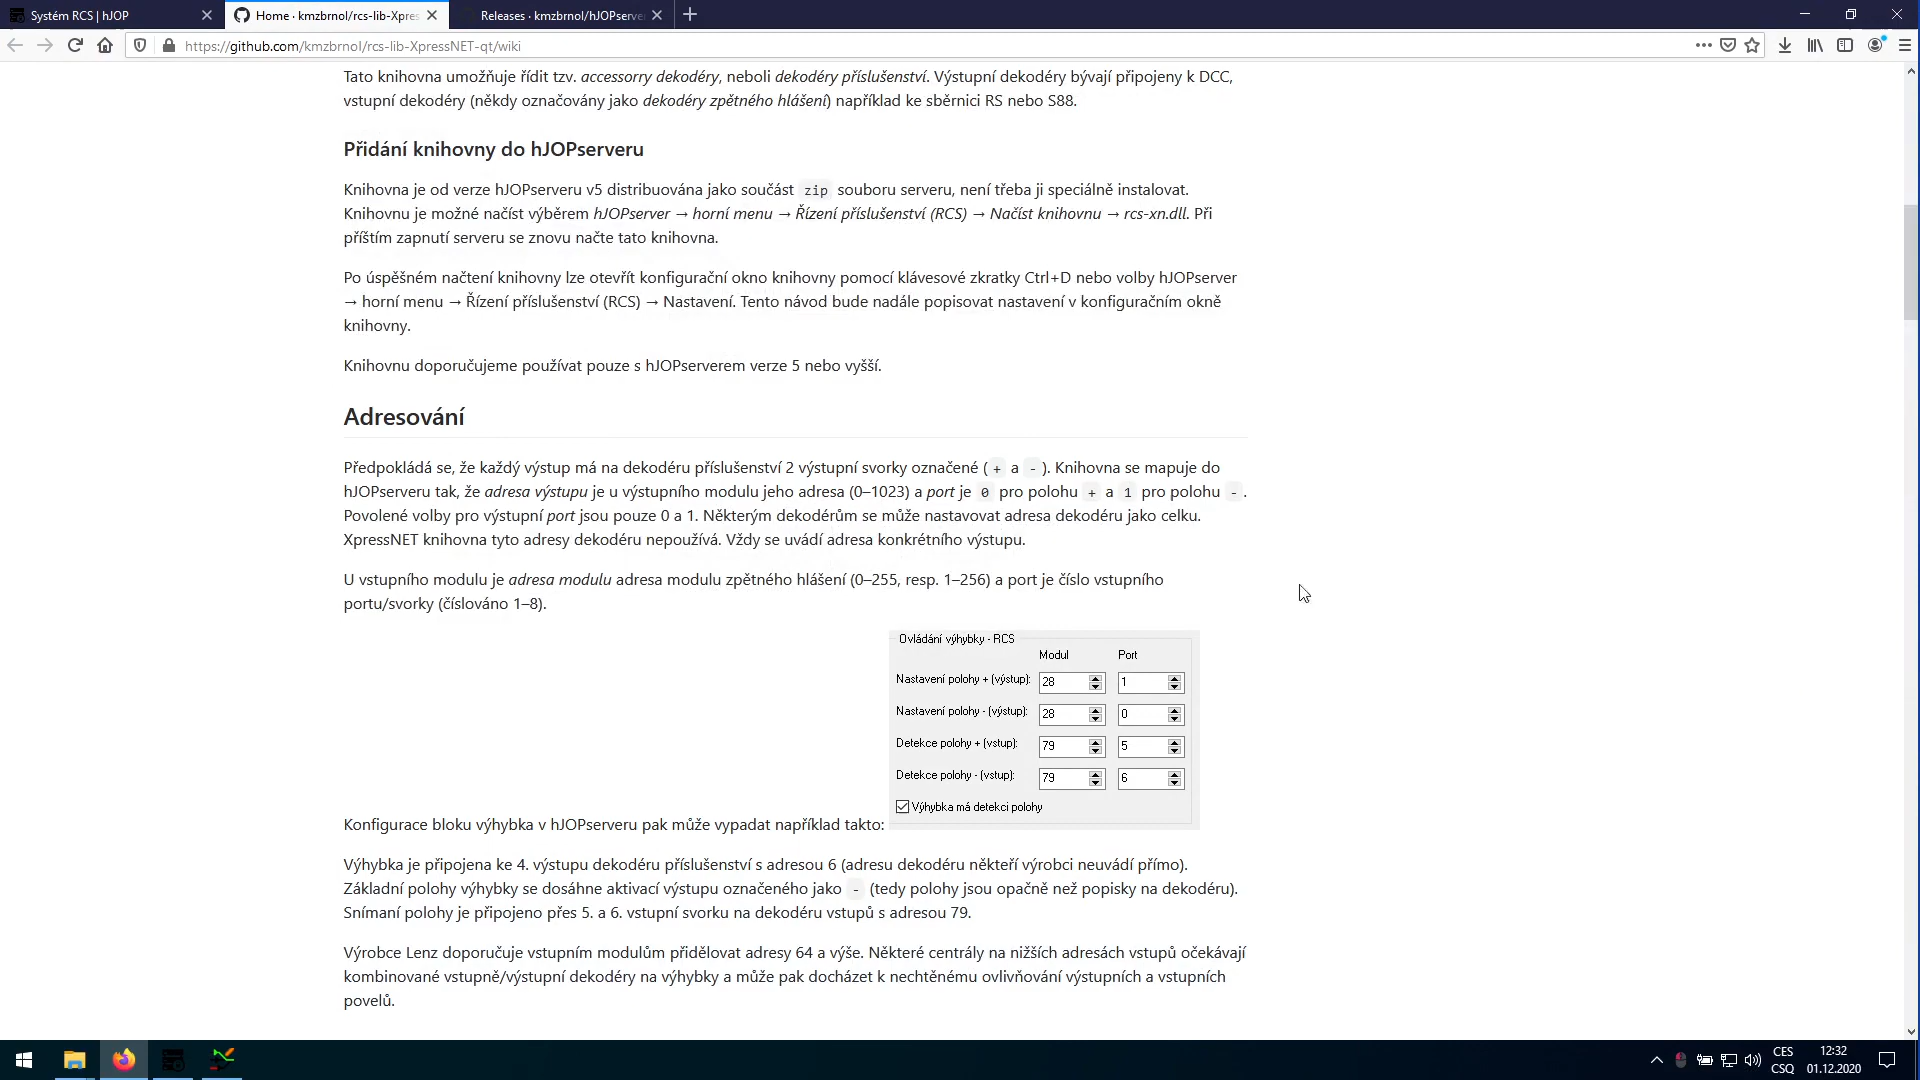 Systém RCS | hJOP
Home · kmzbrnoI/rcs-lib-Xpres
Releases · kmzbrnoI/hJOPserve
https://github.com/kmzbrnoI/rcs-lib-XpressNET-qt/wiki
Tato knihovna umožňuje řídit tzv. accessorry dekodéry, neboli dekodéry příslušenství. Výstupní dekodéry bývají připojeny k DCC,
vstupní dekodéry (někdy označovány jako dekodéry zpětného hlášení) například ke sběrnici RS nebo S88.
Přidání knihovny do hJOPserveru
Knihovna je od verze hJOPserveru v5 distribuována jako součást zip souboru serveru, není třeba ji speciálně instalovat.
Knihovnu je možné načíst výběrem hJOPserver → horní menu → Řízení příslušenství (RCS) → Načíst knihovnu → rcs-xn.dll. Při
příštím zapnutí serveru se znovu načte tato knihovna.
Po úspěšném načtení knihovny lze otevřít konfigurační okno knihovny pomocí klávesové zkratky Ctrl+D nebo volby hJOPserver
→ horní menu → Řízení příslušenství (RCS) → Nastavení. Tento návod bude nadále popisovat nastavení v konfiguračním okně
knihovny.
Knihovnu doporučujeme používat pouze s hJOPserverem verze 5 nebo vyšší.
Adresování
Předpokládá se, že každý výstup má na dekodéru příslušenství 2 výstupní svorky označené ( + a - ). Knihovna se mapuje do
hJOPserveru tak, že adresa výstupu je u výstupního modulu jeho adresa (0–1023) a port je 0 pro polohu + a 1 pro polohu - .
Povolené volby pro výstupní port jsou pouze 0 a 1. Některým dekodérům se může nastavovat adresa dekodéru jako celku.
XpressNET knihovna tyto adresy dekodéru nepoužívá. Vždy se uvádí adresa konkrétního výstupu.
U vstupního modulu je adresa modulu adresa modulu zpětného hlášení (0–255, resp. 1–256) a port je číslo vstupního
portu/svorky (číslováno 1–8).
Ovládání výhybky - RCS
Modul Port
Nastavení polohy + (výstup): 28 1
Nastavení polohy - (výstup): 28 0
Detekce polohy + (vstup): 79 5
Detekce polohy - (vstup): 79 6
Výhybka má detekci polohy
Konfigurace bloku výhybka v hJOPserveru pak může vypadat například takto:
Výhybka je připojena ke 4. výstupu dekodéru příslušenství s adresou 6 (adresu dekodéru někteří výrobci neuvádí přímo).
Základní polohy výhybky se dosáhne aktivací výstupu označeného jako - (tedy polohy jsou opačně než popisky na dekodéru).
Snímaní polohy je připojeno přes 5. a 6. vstupní svorku na dekodéru vstupů s adresou 79.
Výrobce Lenz doporučuje vstupním modulům přidělovat adresy 64 a výše. Některé centrály na nižších adresách vstupů očekávají
kombinované vstupně/výstupní dekodéry na výhybky a může pak docházet k nechtěnému ovlivňování výstupních a vstupních
povelů.
CES 12:32
CSQ 01.12.2020